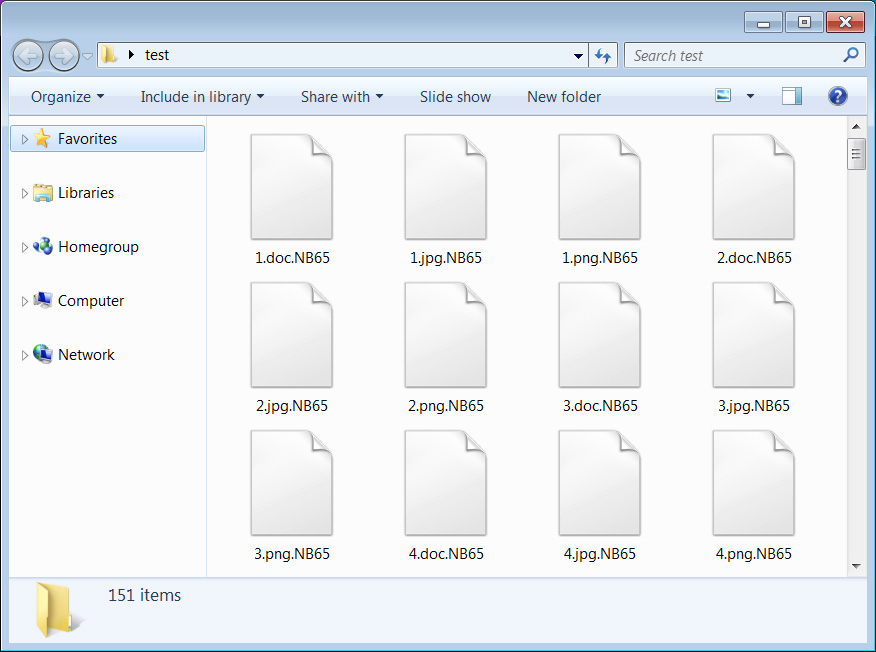 test
Search test
Organize
Include in library
Share with
Slide show
New folder
Favorites
Libraries
Homegroup
Computer
Network
1.doc.NB65
1.jpg.NB65
1.png.NB65
2.doc.NB65
2.jpg.NB65
2.png.NB65
3.doc.NB65
3.jpg.NB65
3.png.NB65
4.doc.NB65
4.jpg.NB65
4.png.NB65
151 items